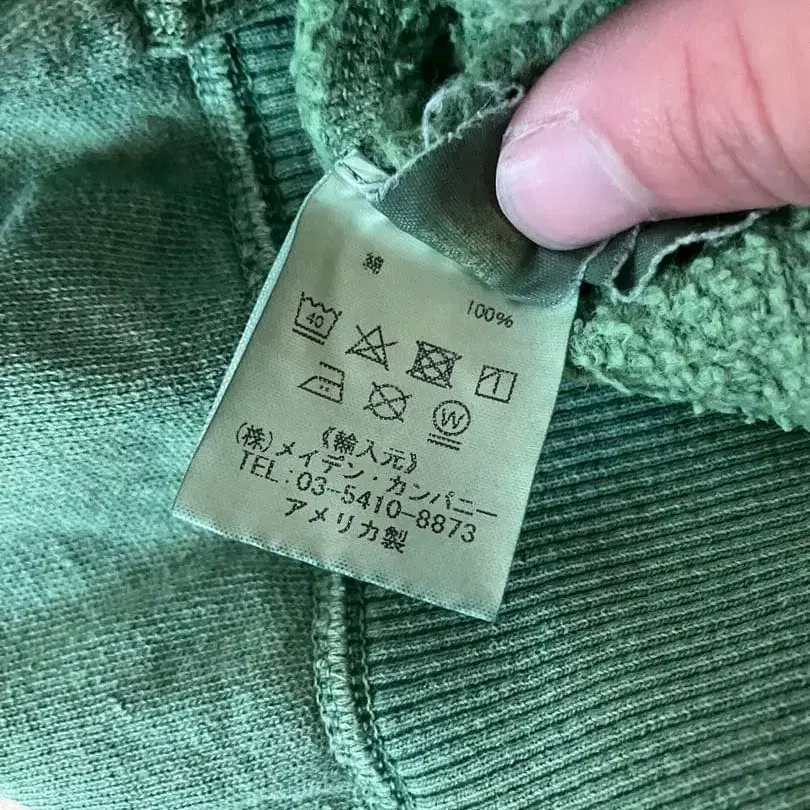 綿
100%
40
W
《輸入元》
(株)メイデン・カンパニー
TEL:03-5410-8873
アメリカ製